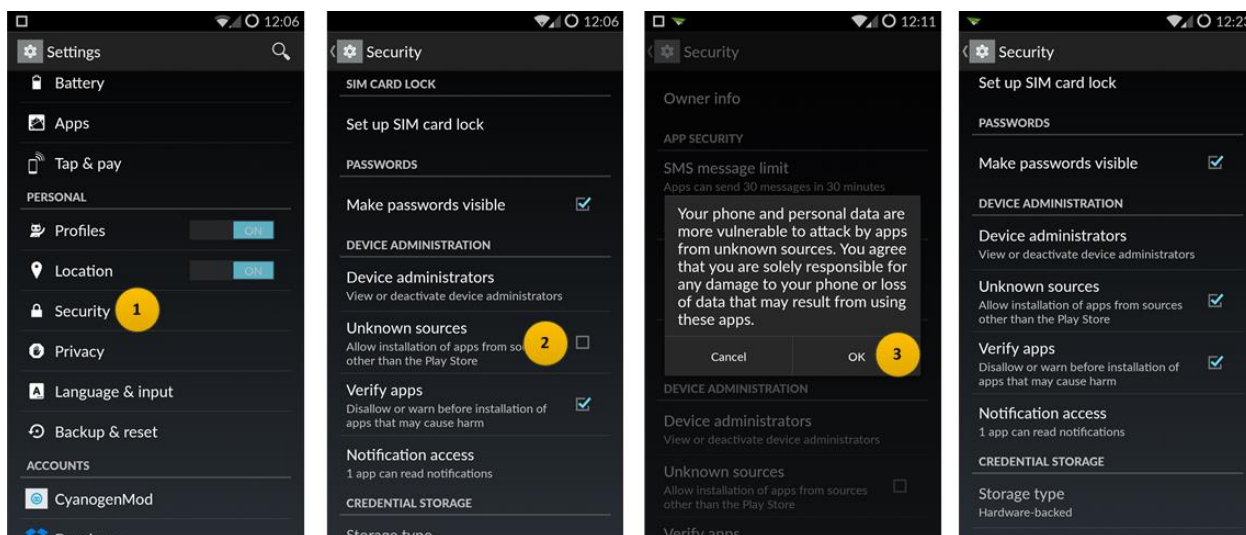 12:06
Settings
Battery
Apps
Tap & pay
PERSONAL
Profiles
ON
Location
ON
Security
1
Privacy
Language & input
Backup & reset
ACCOUNTS
CyanogenMod
12:06
Security
SIM CARD LOCK
Set up SIM card lock
PASSWORDS
Make passwords visible
DEVICE ADMINISTRATION
Device administrators
View or deactivate device administrators
Unknown sources
Allow installation of apps from so
2
other than the Play Store
Verify apps
Disallow or warn before installation of
apps that may cause harm
Notification access
1 app can read notifications
CREDENTIAL STORAGE
Storage type
12:11
Security
Owner info
APP SECURITY
SMS message limit
Apps can send 30 messages in 30 minutes
Your phone and personal data are
more vulnerable to attack by apps
from unknown sources. You agree
that you are solely responsible for
any damage to your phone or loss
of data that may result from using
these apps.
Cancel
OK
3
DEVICE ADMINISTRATION
Device administrators
View or deactivate device administrators
Unknown sources
Allow installation of apps from sources
other than the Play Store
Verify apps
12:23
Security
Set up SIM card lock
PASSWORDS
Make passwords visible
DEVICE ADMINISTRATION
Device administrators
View or deactivate device administrators
Unknown sources
Allow installation of apps from sources
other than the Play Store
Verify apps
Disallow or warn before installation of
apps that may cause harm
Notification access
1 app can read notifications
CREDENTIAL STORAGE
Storage type
Hardware-backed